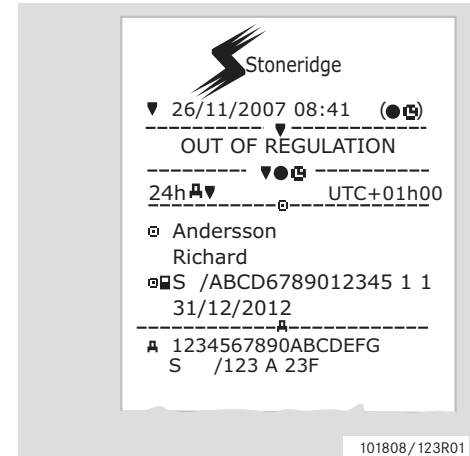 Stoneridge
▼ 26/11/2007 08:41 (●)
OUT OF REGULATION
24h UTC+01h00
Andersson
Richard
S /ABCD6789012345 1 1
31/12/2012
1234567890ABCDEFG
S /123 A 23F
101808/123R01